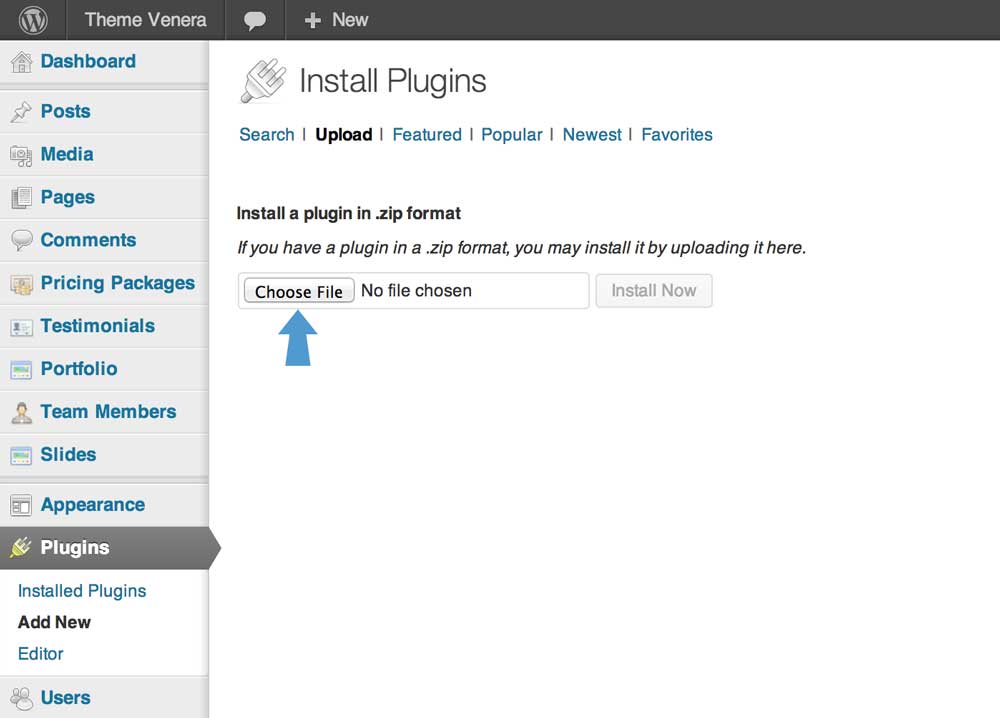 Theme Venera
+ New
Dashboard
Posts
Media
Pages
Comments
Pricing Packages
Testimonials
Portfolio
Team Members
Slides
Appearance
Plugins
Installed Plugins
Add New
Editor
Users
Install Plugins
Search | Upload | Featured | Popular | Newest | Favorites
Install a plugin in .zip format
If you have a plugin in a .zip format, you may install it by uploading it here.
Choose File No file chosen Install Now